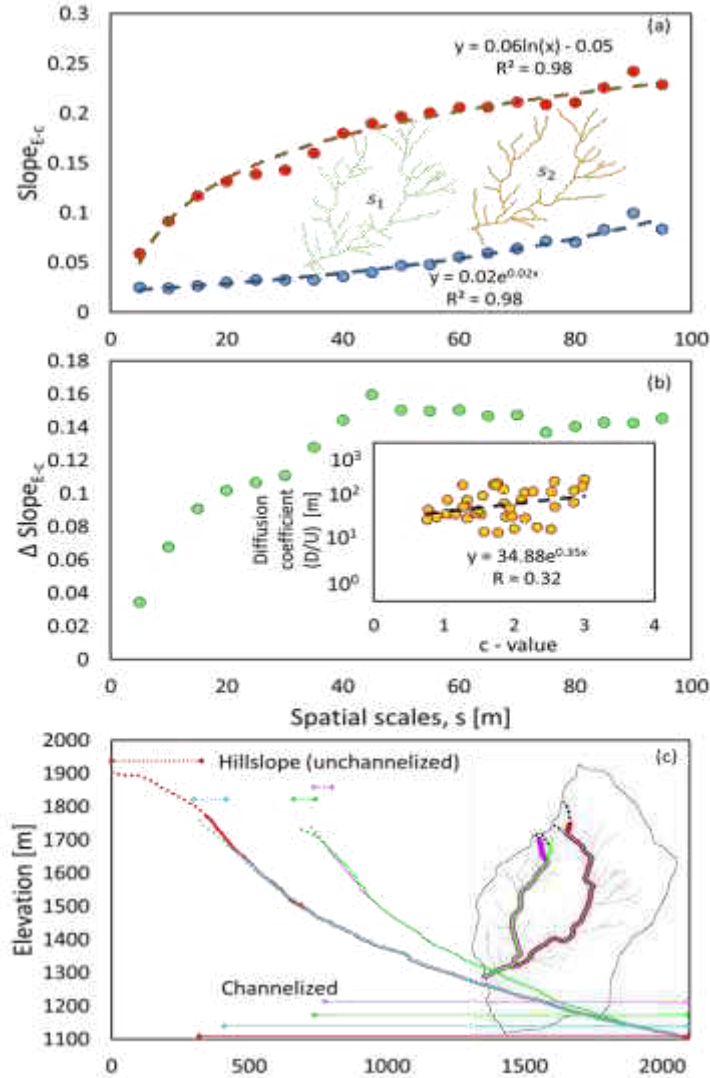 0.3
(a)
y = 0.06ln(x) - 0.05
R² = 0.98
0.25
0.2
0.15
0.1
0.05
0
Slope_E-c
s₁
s₂
y = 0.02e^0.02x
R² = 0.98
0 20 40 60 80 100
0.18
(b)
0.16
0.14
0.12
0.1
0.08
0.06
0.04
0.02
0
Δ Slope_E-c
10³
10²
10¹
10⁰
Diffusion
coefficient
(D/U) [m]
y = 34.88e^0.35x
R = 0.32
0 1 2 3 4
c - value
0 20 40 60 80 100
Spatial scales, s [m]
2000
(c)
1900
Hillslope (unchannelized)
1800
1700
1600
1500
1400
1300
1200
1100
Elevation [m]
Channelized
0 500 1000 1500 2000